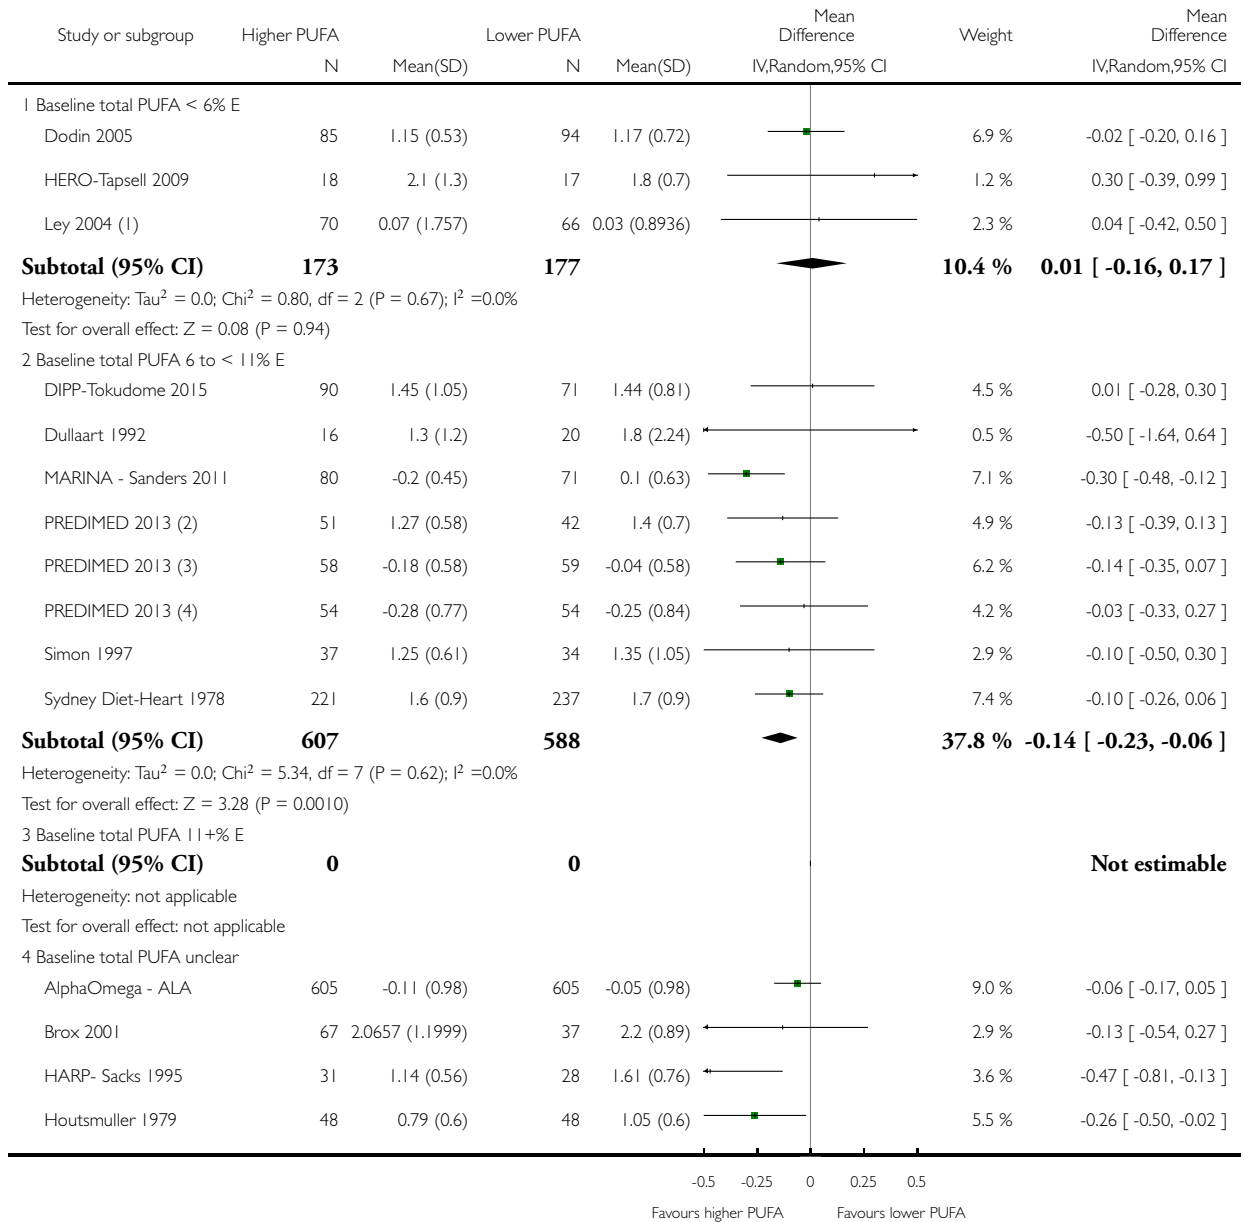 Mean Mean
Study or subgroup Higher PUFA Lower PUFA Difference Weight Difference
N Mean(SD) N Mean(SD) IV,Random,95% CI IV,Random,95% CI
1 Baseline total PUFA < 6% E
Dodin 2005 85 1.15 (0.53) 94 1.17 (0.72) 6.9 % -0.02 [ -0.20, 0.16 ]
HERO-Tapsell 2009 18 2.1 (1.3) 17 1.8 (0.7) 1.2 % 0.30 [ -0.39, 0.99 ]
Ley 2004 (1) 70 0.07 (1.757) 66 0.03 (0.8936) 2.3 % 0.04 [ -0.42, 0.50 ]
Subtotal (95% CI) 173 177 10.4 % 0.01 [ -0.16, 0.17 ]
Heterogeneity: Tau² = 0.0; Chi² = 0.80, df = 2 (P = 0.67); I² =0.0%
Test for overall effect: Z = 0.08 (P = 0.94)
2 Baseline total PUFA 6 to < 11% E
DIPP-Tokudome 2015 90 1.45 (1.05) 71 1.44 (0.81) 4.5 % 0.01 [ -0.28, 0.30 ]
Dullaart 1992 16 1.3 (1.2) 20 1.8 (2.24) 0.5 % -0.50 [ -1.64, 0.64 ]
MARINA - Sanders 2011 80 -0.2 (0.45) 71 0.1 (0.63) 7.1 % -0.30 [ -0.48, -0.12 ]
PREDIMED 2013 (2) 51 1.27 (0.58) 42 1.4 (0.7) 4.9 % -0.13 [ -0.39, 0.13 ]
PREDIMED 2013 (3) 58 -0.18 (0.58) 59 -0.04 (0.58) 6.2 % -0.14 [ -0.35, 0.07 ]
PREDIMED 2013 (4) 54 -0.28 (0.77) 54 -0.25 (0.84) 4.2 % -0.03 [ -0.33, 0.27 ]
Simon 1997 37 1.25 (0.61) 34 1.35 (1.05) 2.9 % -0.10 [ -0.50, 0.30 ]
Sydney Diet-Heart 1978 221 1.6 (0.9) 237 1.7 (0.9) 7.4 % -0.10 [ -0.26, 0.06 ]
Subtotal (95% CI) 607 588 37.8 % -0.14 [ -0.23, -0.06 ]
Heterogeneity: Tau² = 0.0; Chi² = 5.34, df = 7 (P = 0.62); I² =0.0%
Test for overall effect: Z = 3.28 (P = 0.0010)
3 Baseline total PUFA 11+% E
Subtotal (95% CI) 0 0 Not estimable
Heterogeneity: not applicable
Test for overall effect: not applicable
4 Baseline total PUFA unclear
AlphaOmega - ALA 605 -0.11 (0.98) 605 -0.05 (0.98) 9.0 % -0.06 [ -0.17, 0.05 ]
Brox 2001 67 2.0657 (1.1999) 37 2.2 (0.89) 2.9 % -0.13 [ -0.54, 0.27 ]
HARP- Sacks 1995 31 1.14 (0.56) 28 1.61 (0.76) 3.6 % -0.47 [ -0.81, -0.13 ]
Houtsmuller 1979 48 0.79 (0.6) 48 1.05 (0.6) 5.5 % -0.26 [ -0.50, -0.02 ]
-0.5 -0.25 0 0.25 0.5
Favours higher PUFA Favours lower PUFA